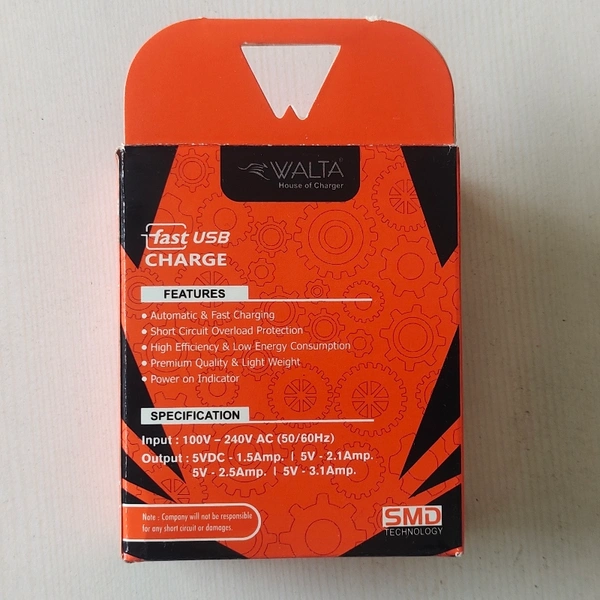 WALTA®
House of Charger
fast USB
CHARGE
FEATURES
• Automatic & Fast Charging
• Short Circuit Overload Protection
• High Efficiency & Low Energy Consumption
• Premium Quality & Light Weight
• Power on Indicator
SPECIFICATION
Input : 100V – 240V AC (50/60Hz)
Output : 5VDC - 1.5Amp. | 5V - 2.1Amp.
5V - 2.5Amp. | 5V - 3.1Amp.
Note : Company will not be responsible
for any short circuit or damages.
SMD
TECHNOLOGY